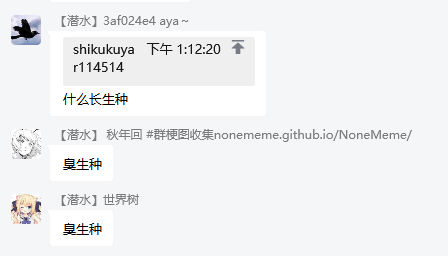 【潜水】3af024e4 aya~
shikukuya 下午 1:12:20
r114514
什么长生种
【潜水】 秋年回 #群梗图收集nonememe.github.io/NoneMeme/
臭生种
【潜水】世界树
臭生种